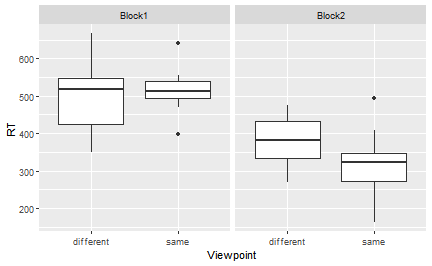 Block1 Block2
RT
600
500
400
300
200
different same different same
Viewpoint